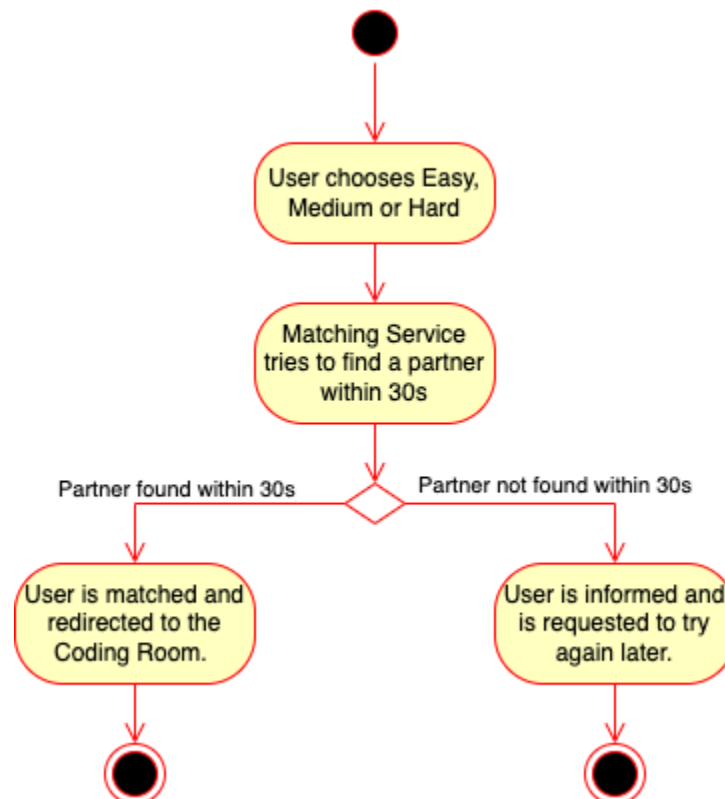 User chooses Easy,
Medium or Hard
Matching Service
tries to find a partner
within 30s
Partner found within 30s
Partner not found within 30s
User is matched and
redirected to the
Coding Room.
User is informed and
is requested to try
again later.